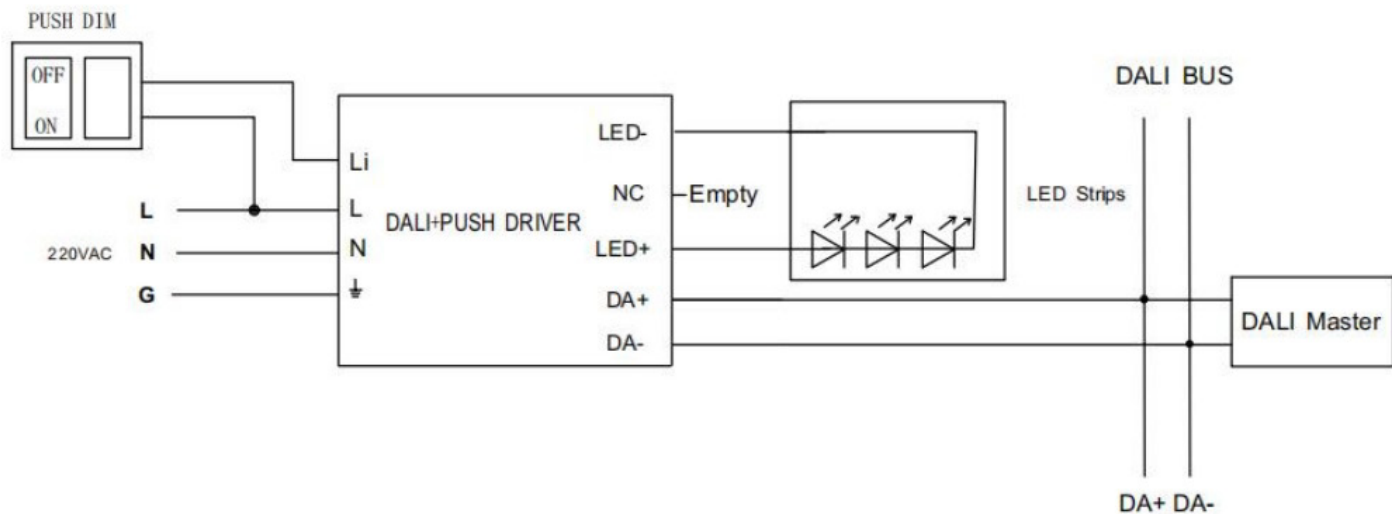 PUSH DIM
OFF
ON
DALI BUS
LED-
Li
NC
Empty
LED Strips
L
L
DALI+PUSH DRIVER
220VAC
N
N
LED+
G
DA+
DALI Master
DA-
DA+ DA-